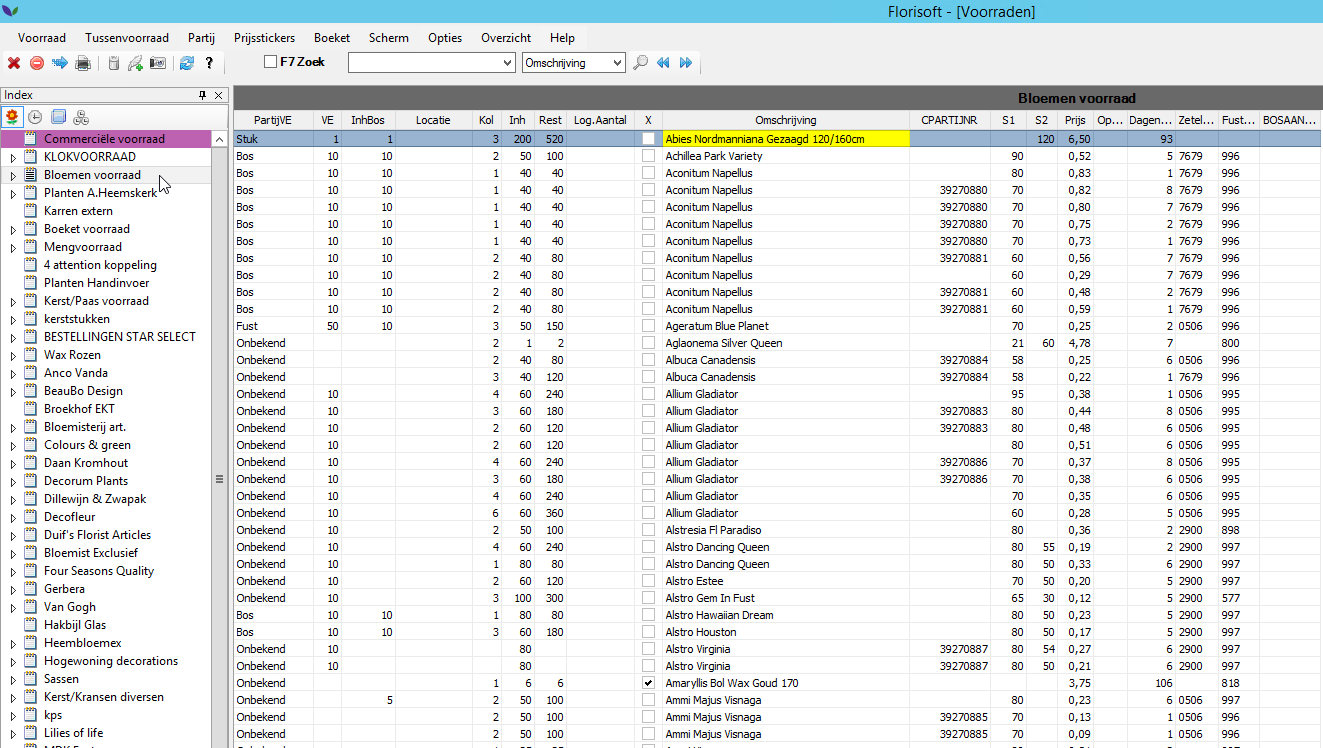 Florisoft - [Voorraden]
Voorraad Tussenvoorraad Partij Prijsstickers Boeket Scherm Opties Overzicht Help
F7 Zoek Omschrijving
Index
Bloemen voorraad
Commerciële voorraad
KLOKVOORRAAD
Bloemen voorraad
Planten A.Heemskerk
Karren extern
Boeket voorraad
Mengvoorraad
4 attention koppeling
Planten Handinvoer
Kerst/Paas voorraad
kerststukken
BESTELLINGEN STAR SELECT
Wax Rozen
Anco Vanda
BeauBo Design
Broekhof EKT
Bloemisterij art.
Colours & green
Daan Kromhout
Decorum Plants
Dillewijn & Zwapak
Decofleur
Duif's Florist Articles
Bloemist Exclusief
Four Seasons Quality
Gerbera
Van Gogh
Hakbijl Glas
Heembloemex
Hogewoning decorations
Sassen
Kerst/Kransen diversen
kps
Lilies of life
PartijVE VE InhBos Locatie Kol Inh Rest Log.Aantal X Omschrijving CPARTIJNR S1 S2 Prijs Op... Dagen... Zetel... Fust... BOSAAN...
Stuk 1 1 3 200 520 Abies Nordmanniana Gezaagd 120/160cm 120 6,50 93
Bos 10 10 2 50 100 Achillea Park Variety 90 0,52 5 7679 996
Bos 10 10 1 40 40 Aconitum Napellus 80 0,83 1 7679 996
Bos 10 10 1 40 40 Aconitum Napellus 39270880 70 0,82 8 7679 996
Bos 10 10 1 40 40 Aconitum Napellus 39270880 70 0,80 7 7679 996
Bos 10 10 1 40 40 Aconitum Napellus 39270880 70 0,75 2 7679 996
Bos 10 10 1 40 40 Aconitum Napellus 39270880 70 0,73 1 7679 996
Bos 10 10 2 40 80 Aconitum Napellus 39270881 60 0,56 7 7679 996
Bos 10 10 2 40 80 Aconitum Napellus 60 0,29 7 7679 996
Bos 10 10 2 40 80 Aconitum Napellus 39270881 60 0,48 2 7679 996
Bos 10 10 2 40 80 Aconitum Napellus 39270881 60 0,59 1 7679 996
Fust 50 10 3 50 150 Ageratum Blue Planet 70 0,25 2 0506 996
Onbekend 2 1 2 Aglaonema Silver Queen 21 60 4,78 7 800
Onbekend 2 40 80 Albuca Canadensis 39270884 58 0,25 6 0506 996
Onbekend 3 40 120 Albuca Canadensis 39270884 58 0,22 1 7679 996
Onbekend 10 4 60 240 Allium Gladiator 95 0,38 1 0506 995
Onbekend 10 3 60 180 Allium Gladiator 39270883 80 0,44 8 0506 995
Onbekend 10 2 60 120 Allium Gladiator 39270883 80 0,48 6 0506 995
Onbekend 10 2 60 120 Allium Gladiator 80 0,51 6 0506 995
Onbekend 10 4 60 240 Allium Gladiator 39270886 70 0,37 8 0506 995
Onbekend 10 3 60 180 Allium Gladiator 39270886 70 0,38 6 0506 995
Onbekend 10 4 60 240 Allium Gladiator 70 0,35 6 0506 995
Onbekend 10 6 60 360 Allium Gladiator 60 0,28 5 0506 995
Onbekend 10 2 50 100 Alstresia Fl Paradiso 80 0,36 2 2900 898
Onbekend 10 4 60 240 Alstro Dancing Queen 80 55 0,19 2 2900 997
Onbekend 10 1 80 80 Alstro Dancing Queen 80 50 0,33 6 2900 997
Onbekend 10 2 60 120 Alstro Estee 70 50 0,20 5 2900 997
Onbekend 10 3 100 300 Alstro Gem In Fust 65 30 0,12 5 2900 577
Bos 10 10 1 80 80 Alstro Hawaiian Dream 80 50 0,23 5 2900 997
Bos 10 10 3 60 180 Alstro Houston 80 50 0,17 5 2900 997
Onbekend 10 80 Alstro Virginia 39270887 80 54 0,27 6 2900 997
Onbekend 10 80 Alstro Virginia 39270887 80 50 0,21 6 2900 997
Onbekend 1 6 6 Amaryllis Bol Wax Goud 170 3,75 106 818
Onbekend 5 2 50 100 Ammi Majus Visnaga 80 0,23 6 0506 997
Onbekend 2 50 100 Ammi Majus Visnaga 39270885 70 0,13 1 0506 996
Onbekend 2 50 100 Ammi Majus Visnaga 39270885 70 0,09 1 0506 994